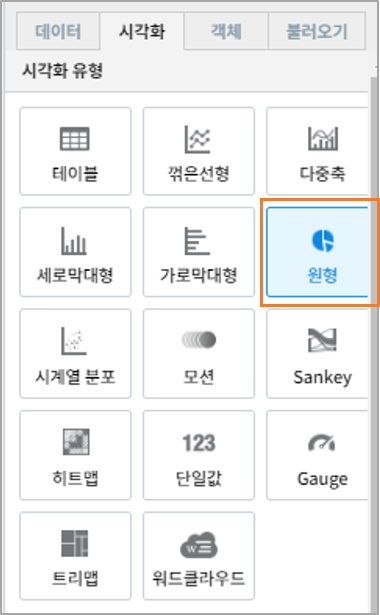 데이터 시각화 객체 불러오기
시각화 유형
테이블 꺾은선형 다중축
세로막대형 가로막대형 원형
시계열 분포 모션 Sankey
123
히트맵 단일값 Gauge
W
트리맵 워드클라우드